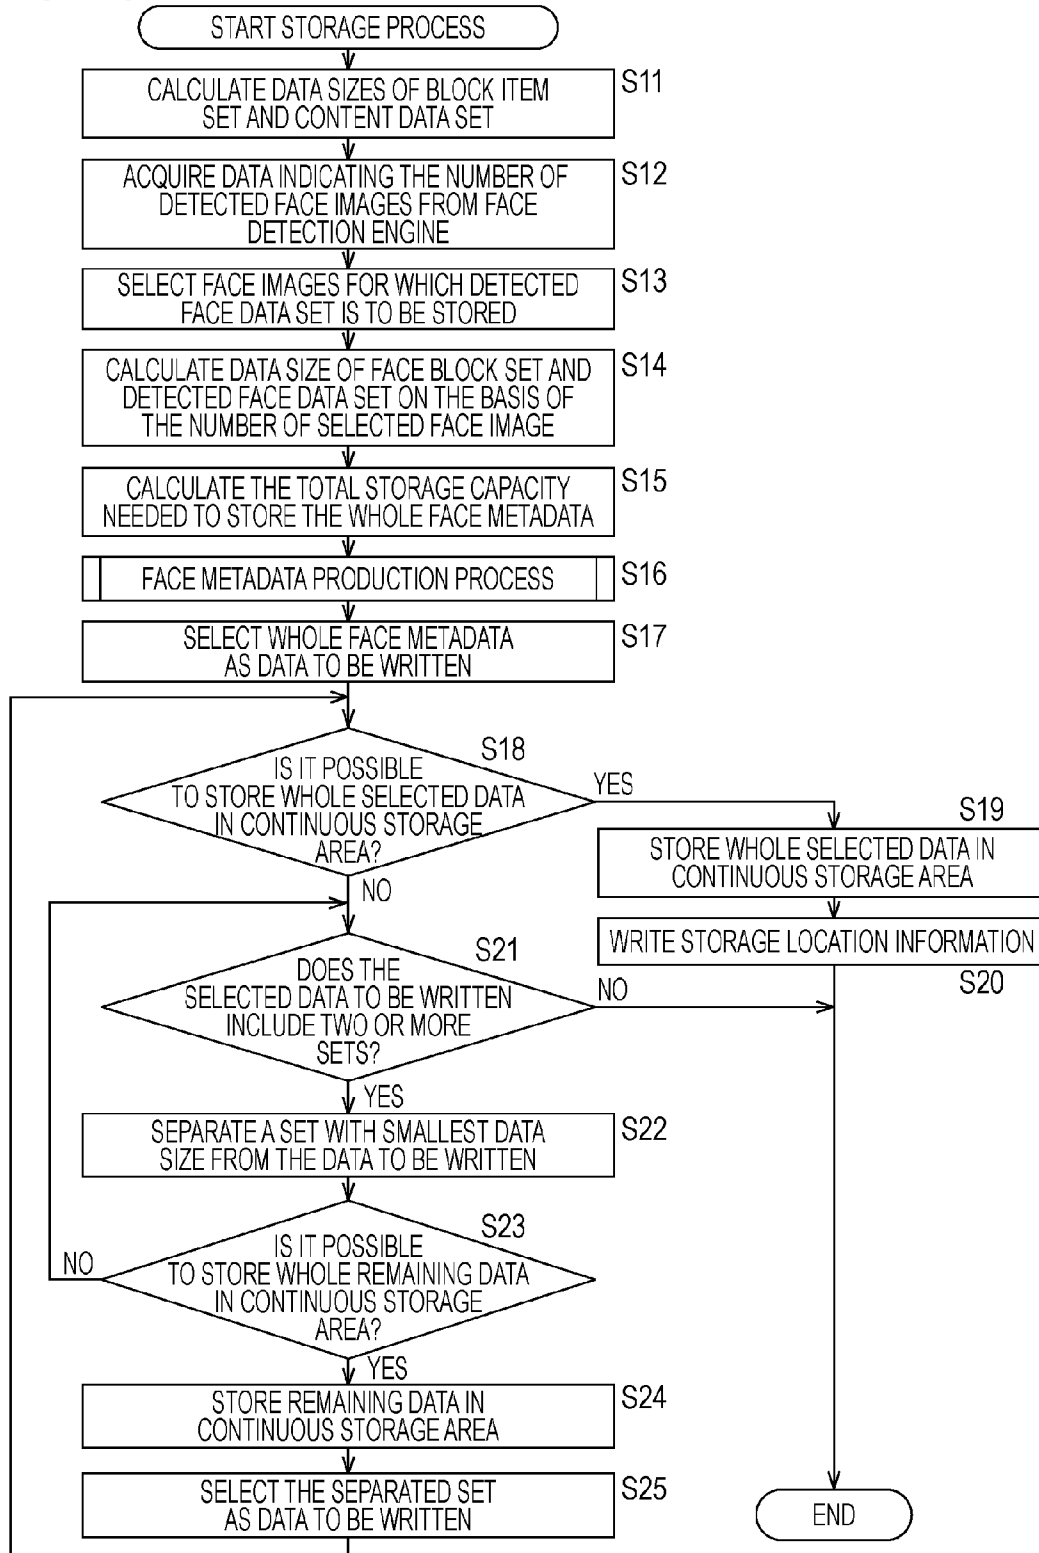 START STORAGE PROCESS
CALCULATE DATA SIZES OF BLOCK ITEM
SET AND CONTENT DATA SET
S11
ACQUIRE DATA INDICATING THE NUMBER OF
DETECTED FACE IMAGES FROM FACE
DETECTION ENGINE
S12
SELECT FACE IMAGES FOR WHICH DETECTED
FACE DATA SET IS TO BE STORED
S13
CALCULATE DATA SIZE OF FACE BLOCK SET AND
DETECTED FACE DATA SET ON THE BASIS OF
THE NUMBER OF SELECTED FACE IMAGE
S14
CALCULATE THE TOTAL STORAGE CAPACITY
NEEDED TO STORE THE WHOLE FACE METADATA
S15
FACE METADATA PRODUCTION PROCESS
S16
SELECT WHOLE FACE METADATA
AS DATA TO BE WRITTEN
S17
S18
IS IT POSSIBLE
TO STORE WHOLE SELECTED DATA
IN CONTINUOUS STORAGE
AREA?
YES
NO
S19
STORE WHOLE SELECTED DATA IN
CONTINUOUS STORAGE AREA
WRITE STORAGE LOCATION INFORMATION
S20
S21
DOES THE
SELECTED DATA TO BE WRITTEN
INCLUDE TWO OR MORE
SETS?
NO
YES
SEPARATE A SET WITH SMALLEST DATA
SIZE FROM THE DATA TO BE WRITTEN
S22
S23
IS IT POSSIBLE
TO STORE WHOLE REMAINING DATA
IN CONTINUOUS STORAGE
AREA?
NO
YES
STORE REMAINING DATA IN
CONTINUOUS STORAGE AREA
S24
SELECT THE SEPARATED SET
AS DATA TO BE WRITTEN
S25
END